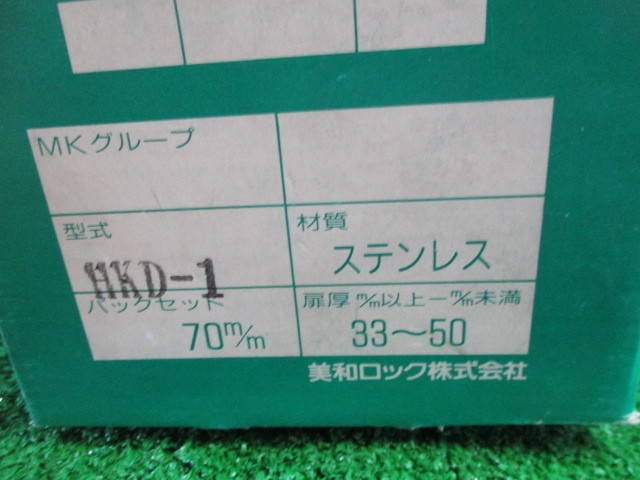 MKグループ
型式
HKD-1
材質
ステンレス
バックセット
70m/m
扉厚m/m以上ーm/m未満
33〜50
美和ロック株式会社